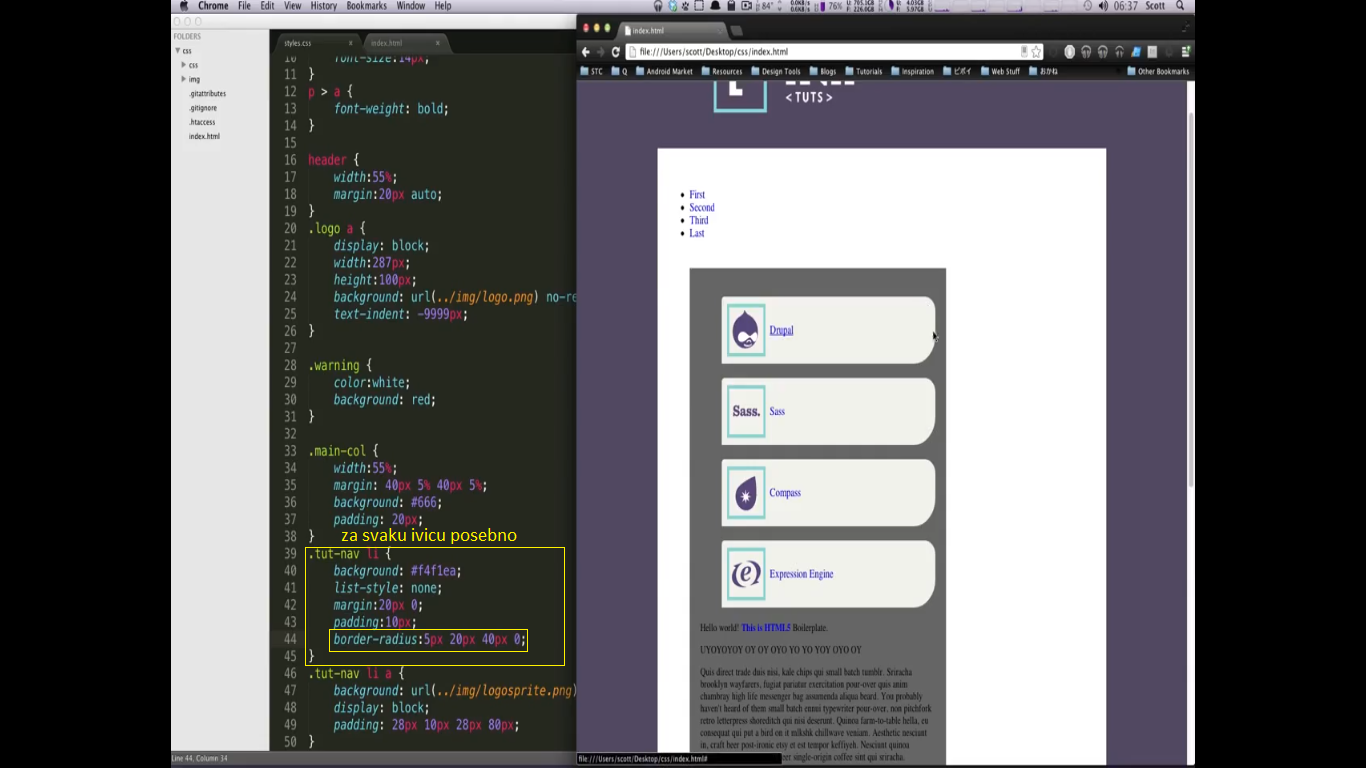 Chrome File Edit View History Bookmarks Window Help
84° 76% 06:37 Scott
FOLDERS
css
css
img
.gitattributes
.gitignore
.htaccess
index.html
styles.css
index.html
10 font-size:14px;
11 }
12 p > a {
13 font-weight: bold;
14 }
15
16 header {
17 width:55%;
18 margin:20px auto;
19 }
20 .logo a {
21 display: block;
22 width:287px;
23 height:100px;
24 background: url(../img/logo.png) no-re
25 text-indent: -9999px;
26 }
27
28 .warning {
29 color:white;
30 background: red;
31 }
32
33 .main-col {
34 width:55%;
35 margin: 40px 5% 40px 5%;
36 background: #666;
37 padding: 20px;
38 }
za svaku ivicu posebno
39 .tut-nav li {
40 background: #f4f1ea;
41 list-style: none;
42 margin:20px 0;
43 padding:10px;
44 border-radius:5px 20px 40px 0;
45 }
46 .tut-nav li a {
47 background: url(../img/logosprite.png)
48 display: block;
49 padding: 28px 10px 28px 80px;
50 }
Line 44, Column 34
index.html
file:///Users/scott/Desktop/css/index.html
STC Q Android Market Resources Design Tools Blogs Tutorials Inspiration ビボイ Web Stuff おかね Other Bookmarks
<TUTS>
First
Second
Third
Last
Drupal
Sass. Sass
Compass
Expression Engine
Hello world! This is HTML5 Boilerplate.
UYOYOYOY OY OY OYO YO YO YOY OYO OY
Quis direct trade duis nisi, kale chips qui small batch tumblr. Sriracha
brooklyn wayfarers, fugiat pariatur exercitation pour-over quis anim
chambray high life messenger bag assumenda aliqua beard. You probably
haven't heard of them small batch ennui typewriter pour-over, non pitchfork
retro letterpress shoreditch qui nisi deserunt. Quinoa farm-to-table hella, eu
consequat qui put a bird on it mlkshk chillwave veniam. Aesthetic nesciunt
in, craft beer post-ironic etsy et est tempor keffiyeh. Nesciunt quinoa
beer single-origin coffee sint qui sriracha.
file:///Users/scott/Desktop/css/index.html#